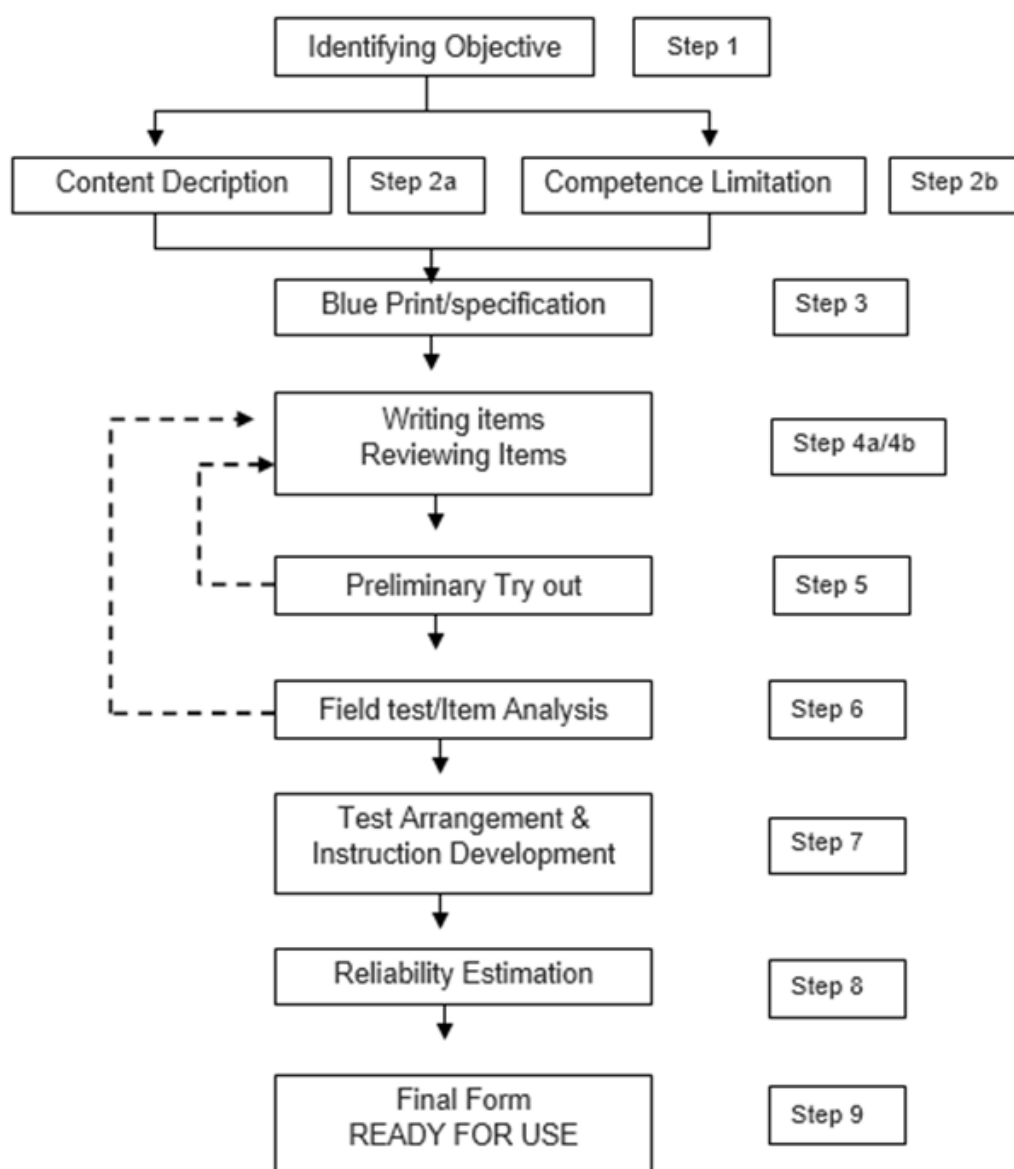 Identifying Objective
Step 1
Content Decription
Step 2a
Competence Limitation
Step 2b
Blue Print/specification
Step 3
Writing items
Reviewing Items
Step 4a/4b
Preliminary Try out
Step 5
Field test/Item Analysis
Step 6
Test Arrangement &
Instruction Development
Step 7
Reliability Estimation
Step 8
Final Form
READY FOR USE
Step 9